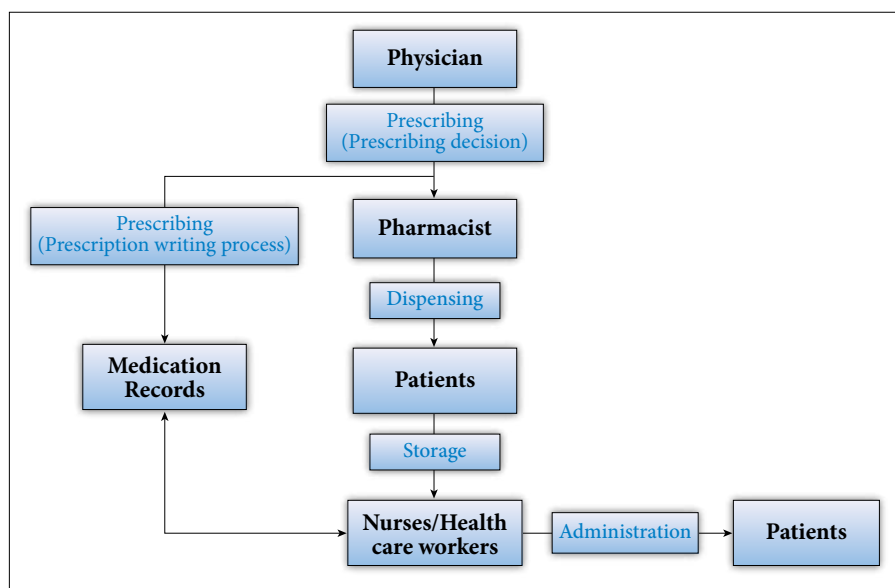 Physician
Prescribing
(Prescribing decision)
Prescribing
(Prescription writing process)
Pharmacist
Dispensing
Medication
Records
Patients
Storage
Nurses/Health
care workers
Administration
Patients